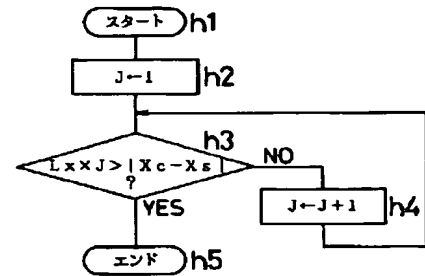 スタート h1
J←1 h2
h3
Lx×J>|Xc-Xs|
?
NO
YES
J←J+1 h4
エンド h5